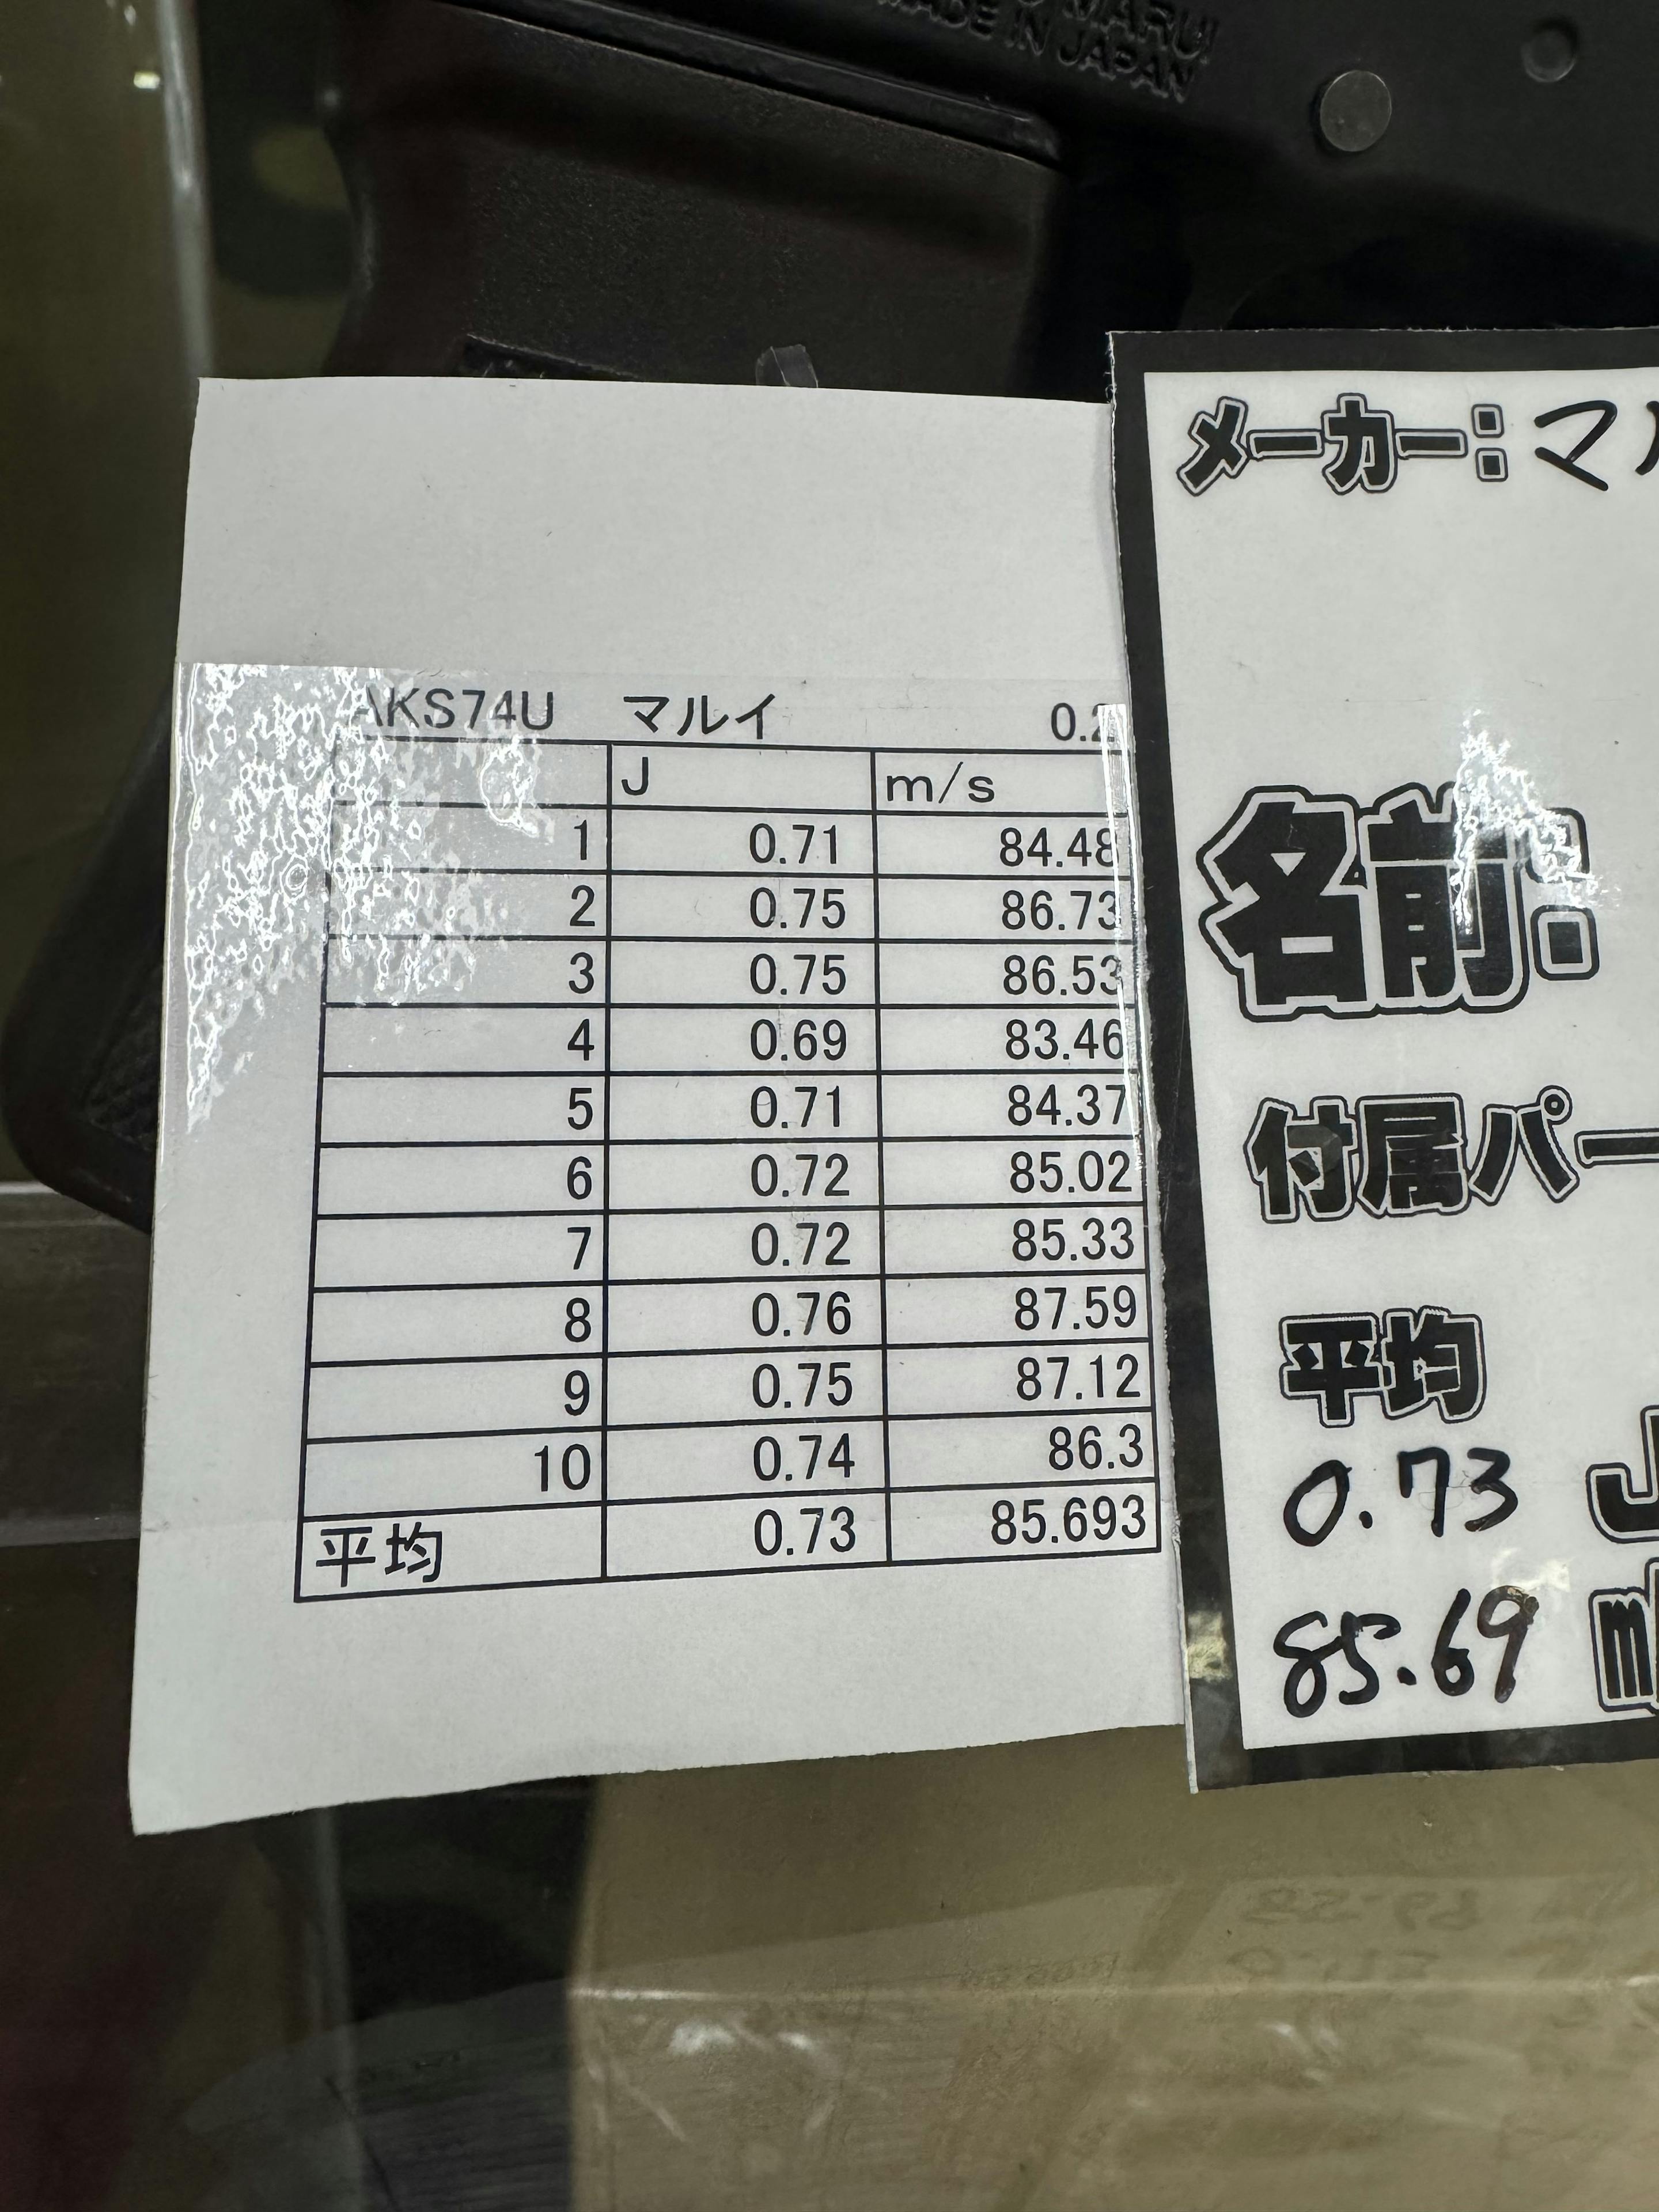 MARUI
MADE IN JAPAN
AKS74U マルイ 0.2
J m/s
1 0.71 84.48
2 0.75 86.73
3 0.75 86.53
4 0.69 83.46
5 0.71 84.37
6 0.72 85.02
7 0.72 85.33
8 0.76 87.59
9 0.75 87.12
10 0.74 86.3
平均 0.73 85.693
メーカー：マル
名前：
付属パー
平均
0.73 J
85.69 m/